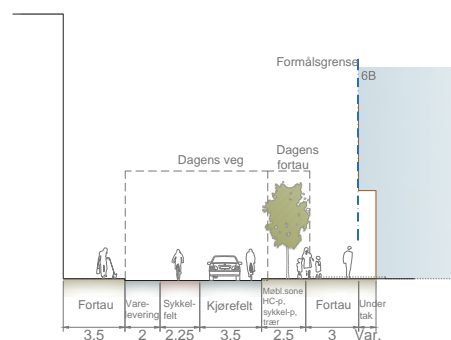 Formålsgrense
6B
Dagens
fortau
Dagens veg
Fortau
Vare-
levering
Sykkel-
felt
Kjørefelt
Møbl.sone
HC-p,
sykkel-p,
trær
Fortau
Under
tak
3.5
2
2.25
3.5
2.5
3
Var.